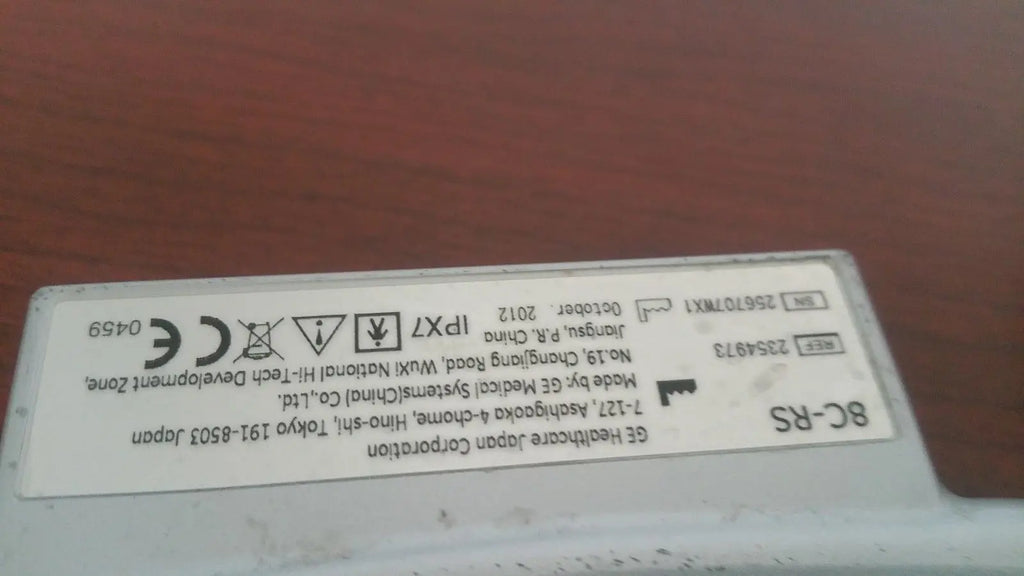 8C-RS
REF 2354973
SN 256707WX1
GE Healthcare Japan Corporation
7-127, Asahigaoka 4-chome, Hino-shi, Tokyo 191-8503 Japan
Made by: GE Medical Systems(China) Co.,Ltd.
No.19, Changjiang Road, WuXi National Hi-Tech Development Zone,
Jiangsu, P.R. China
October. 2012
IPX7
CE 0459